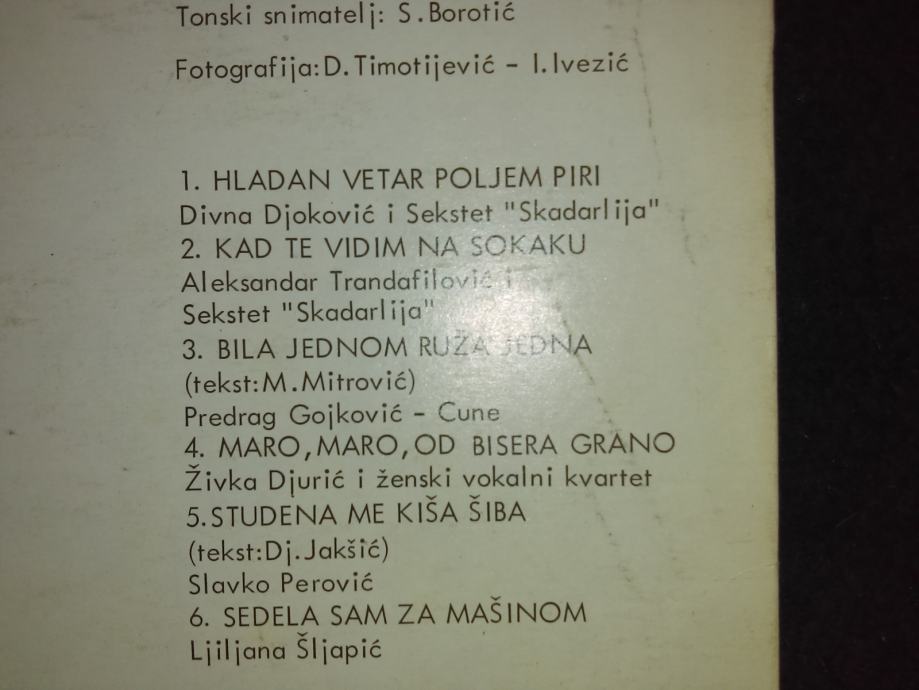 Tonski snimatelj: S.Borotić
Fotografija:D.Timotijević - I.Ivezić
1. HLADAN VETAR POLJEM PIRI
Divna Djoković i Sekstet "Skadarlija"
2. KAD TE VIDIM NA SOKAKU
Aleksandar Trandafilović i
Sekstet "Skadarlija"
3. BILA JEDNOM RUŽA JEDNA
(tekst:M.Mitrović)
Predrag Gojković - Cune
4. MARO,MARO,OD BISERA GRANO
Živka Djurić i ženski vokalni kvartet
5.STUDENA ME KIŠA ŠIBA
(tekst:Dj.Jakšić)
Slavko Perović
6. SEDELA SAM ZA MAŠINOM
Ljiljana Šljapić